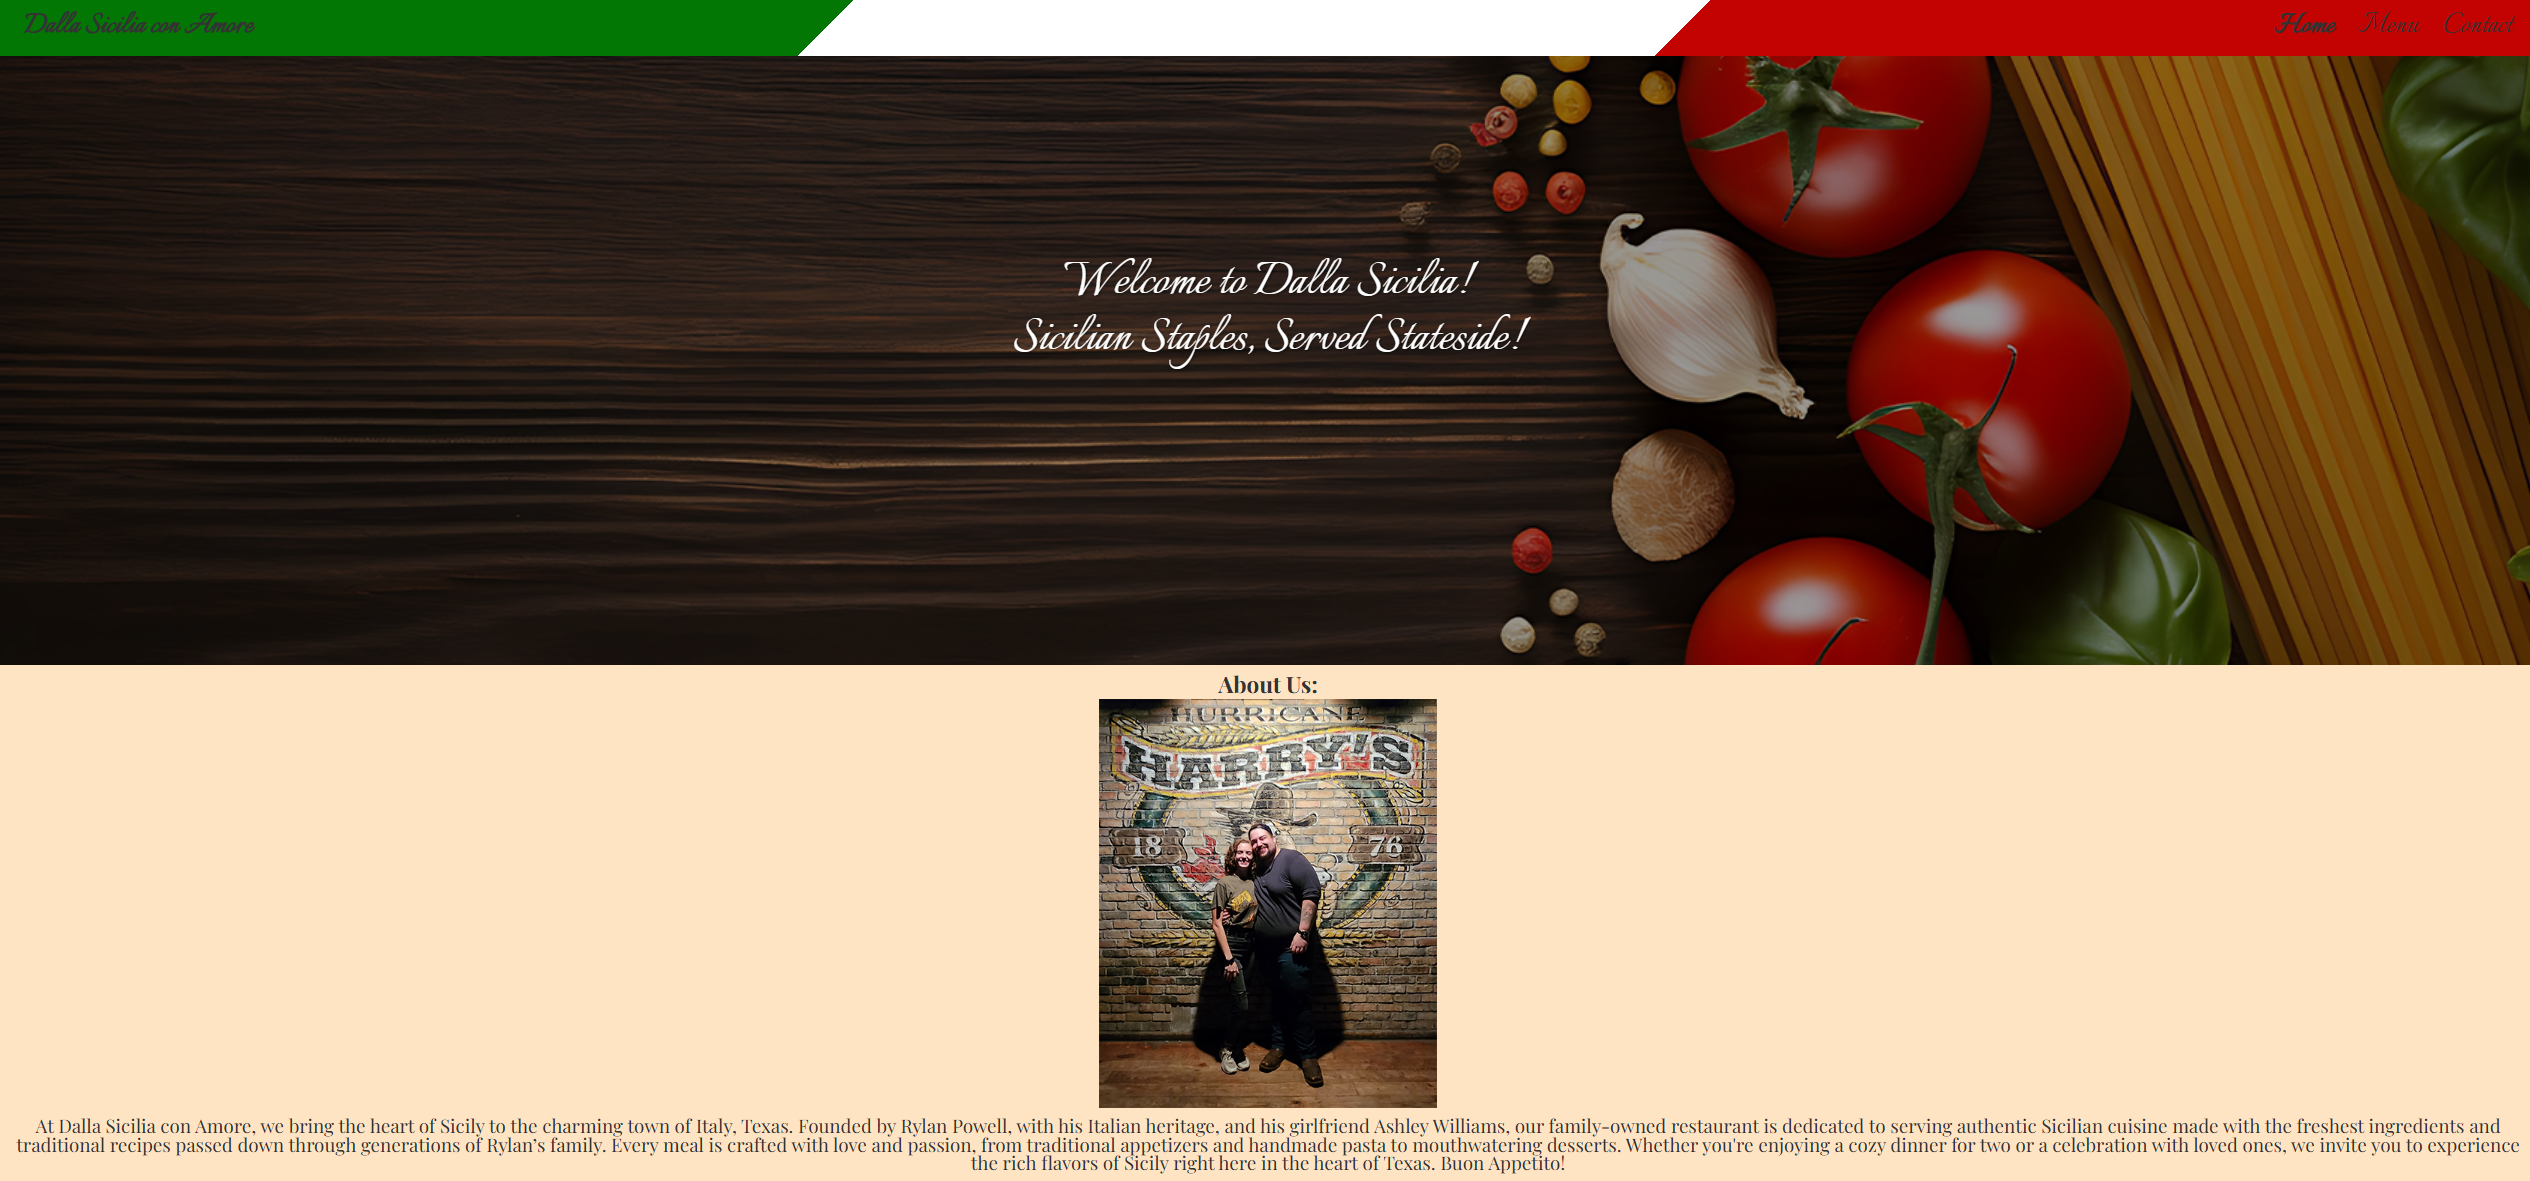 Dalla Sicilia con Amore
Home Menu Contact
Welcome to Dalla Sicilia!
Sicilian Staples, Served Stateside!
About Us:
HURRICANE
HARRY'S
18 76
At Dalla Sicilia con Amore, we bring the heart of Sicily to the charming town of Italy, Texas. Founded by Rylan Powell, with his Italian heritage, and his girlfriend Ashley Williams, our family-owned restaurant is dedicated to serving authentic Sicilian cuisine made with the freshest ingredients and
traditional recipes passed down through generations of Rylan’s family. Every meal is crafted with love and passion, from traditional appetizers and handmade pasta to mouthwatering desserts. Whether you're enjoying a cozy dinner for two or a celebration with loved ones, we invite you to experience
the rich flavors of Sicily right here in the heart of Texas. Buon Appetito!